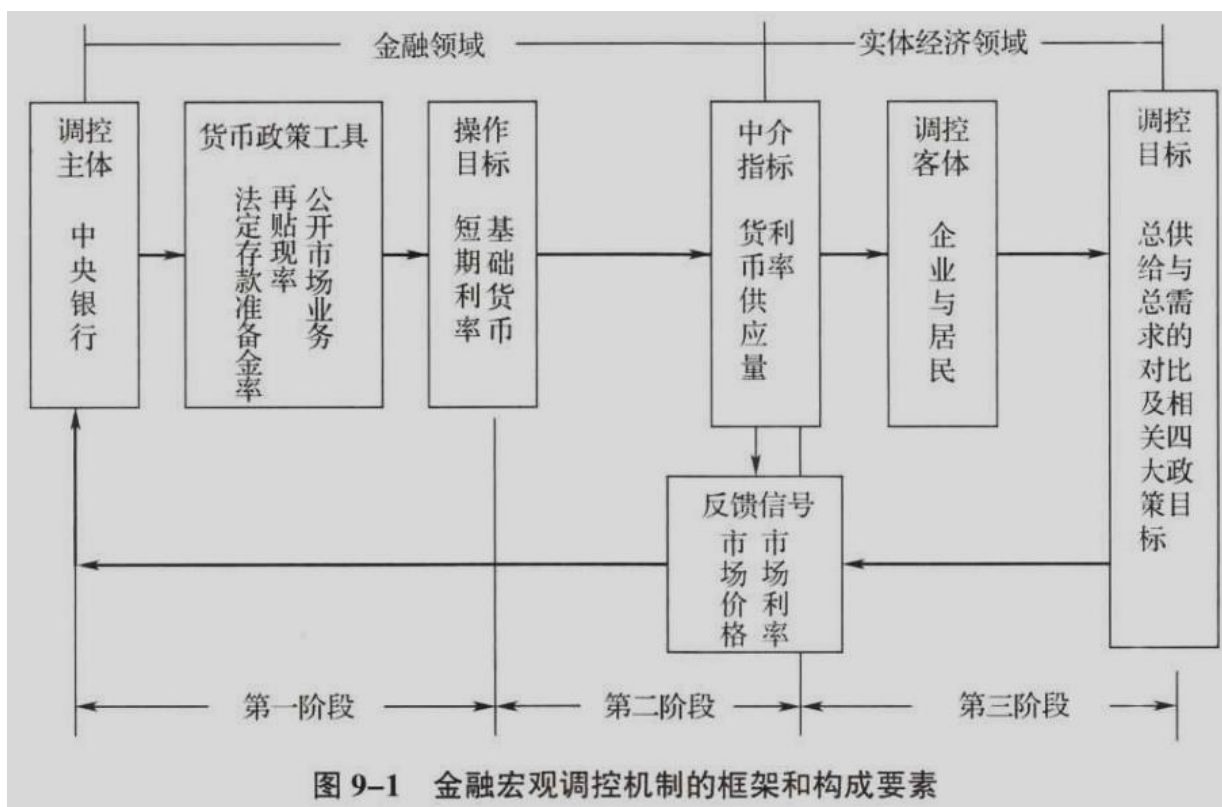 金融领域
实体经济领域
调控
主体
中央银行
货币政策工具
法定存款准备金率
再贴现率
公开市场业务
操作
目标
短期利率
基础货币
中介
指标
货币供应量
利率
调控
客体
企业与居民
调控
目标
总供
给与
总需
求的
对比
及相
关四
大政
策目
标
反馈信号
市场价格
市场利率
第一阶段
第二阶段
第三阶段
图 9-1 金融宏观调控机制的框架和构成要素